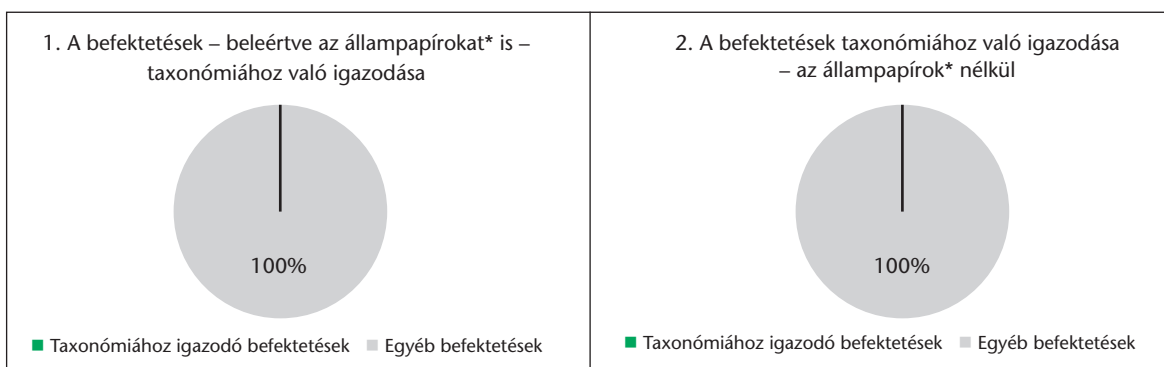 1. A befektetések – beleértve az állampapírokat* is –
taxonómiához való igazodása
100%
■ Taxonómiához igazodó befektetések ■ Egyéb befektetések
2. A befektetések taxonómiához való igazodása
– az állampapírok* nélkül
100%
■ Taxonómiához igazodó befektetések ■ Egyéb befektetések